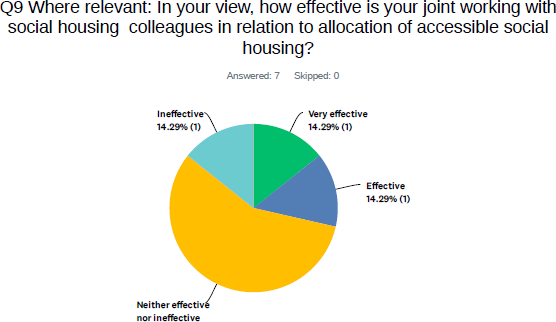 Q9 Where relevant: In your view, how effective is your joint working with
social housing colleagues in relation to allocation of accessible social
housing?
Answered: 7 Skipped: 0
Ineffective
14.29% (1)
Very effective
14.29% (1)
Effective
14.29% (1)
Neither effective
nor ineffective